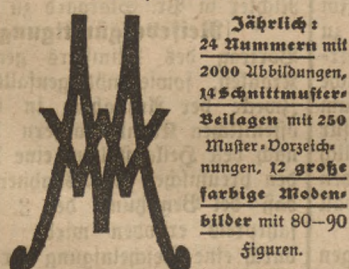 Jährlich:
24 Nummern mit
2000 Abbildungen,
14 Schnittmuster-
Beilagen mit 250
Muster-Vorzeich-
nungen, 12 große
farbige Moden-
bilder mit 80—90
Figuren.